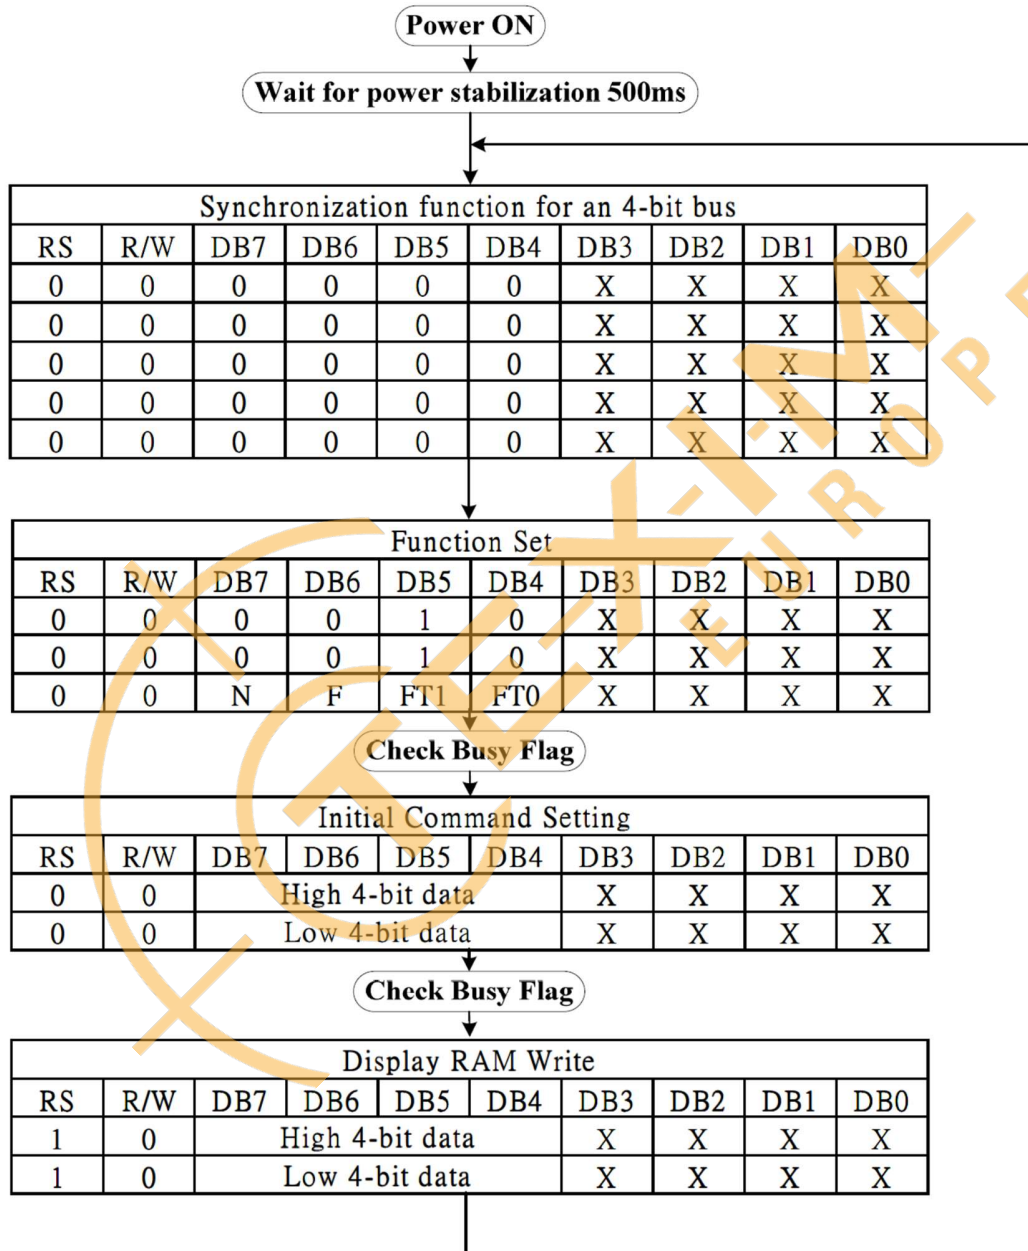 Power ON
Wait for power stabilization 500ms
Synchronization function for an 4-bit bus
RS R/W DB7 DB6 DB5 DB4 DB3 DB2 DB1 DB0
0 0 0 0 0 0 X X X X
0 0 0 0 0 0 X X X X
0 0 0 0 0 0 X X X X
0 0 0 0 0 0 X X X X
0 0 0 0 0 0 X X X X
Function Set
RS R/W DB7 DB6 DB5 DB4 DB3 DB2 DB1 DB0
0 0 0 0 1 0 X X X X
0 0 0 0 1 0 X X X X
0 0 N F FT1 FT0 X X X X
Check Busy Flag
Initial Command Setting
RS R/W DB7 DB6 DB5 DB4 DB3 DB2 DB1 DB0
0 0 High 4-bit data X X X X
0 0 Low 4-bit data X X X X
Check Busy Flag
Display RAM Write
RS R/W DB7 DB6 DB5 DB4 DB3 DB2 DB1 DB0
1 0 High 4-bit data X X X X
1 0 Low 4-bit data X X X X
TEXIM
EUROPE